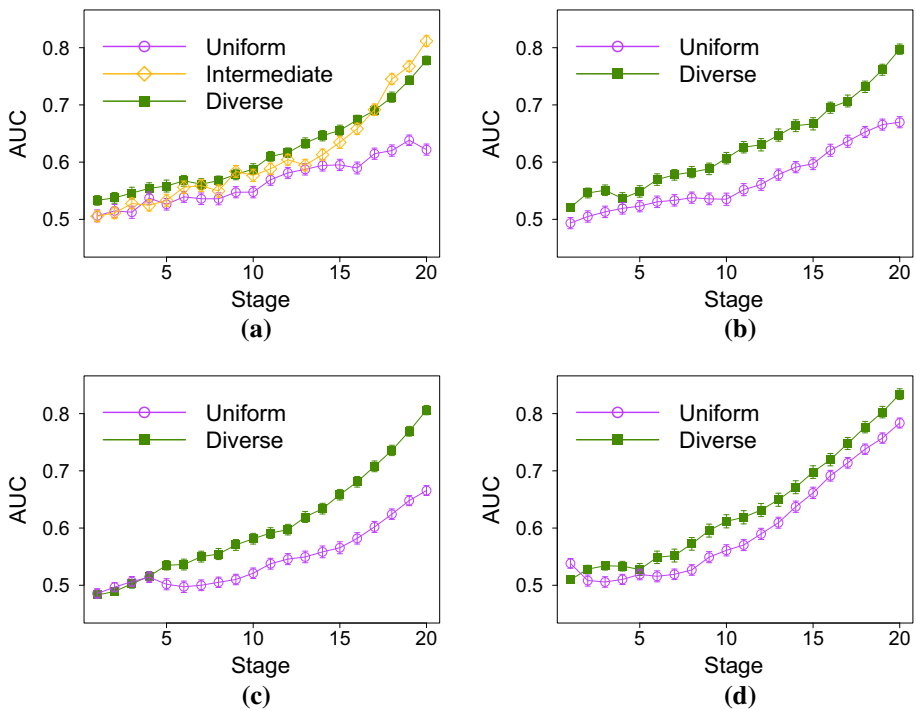 AUC
0.8
0.7
0.6
0.5
Uniform
Intermediate
Diverse
5 10 15 20
Stage
(a)
AUC
0.8
0.7
0.6
0.5
Uniform
Diverse
5 10 15 20
Stage
(b)
AUC
0.8
0.7
0.6
0.5
Uniform
Diverse
5 10 15 20
Stage
(c)
AUC
0.8
0.7
0.6
0.5
Uniform
Diverse
5 10 15 20
Stage
(d)